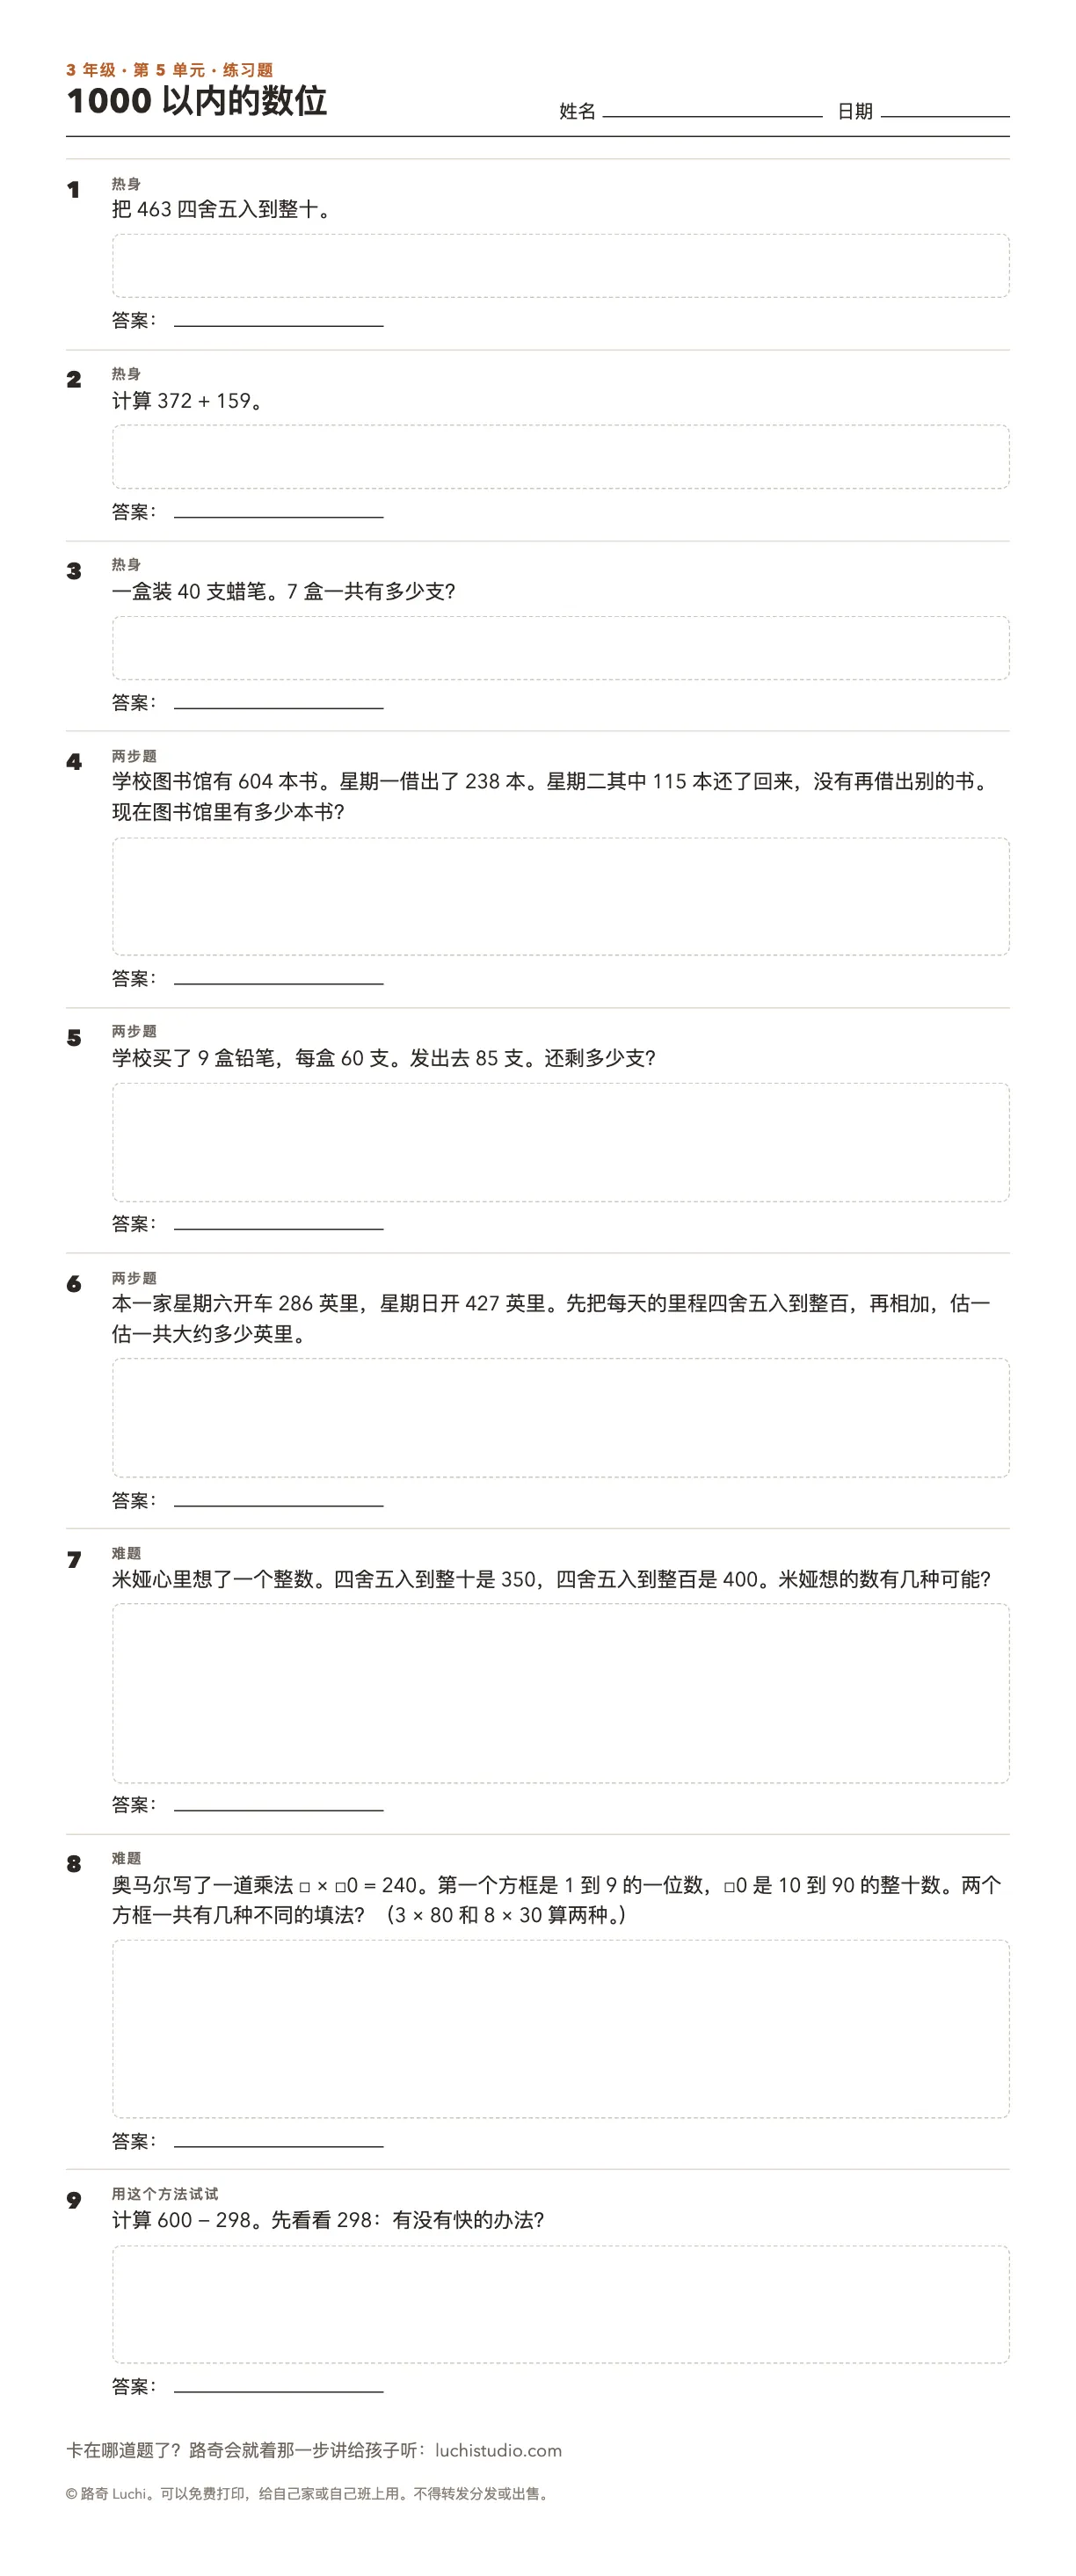 3 年级 · 第 5 单元 · 练习题
1000 以内的数位
姓名 日期
1
热身
把 463 四舍五入到整十。
答案：
2
热身
计算 372 + 159。
答案：
3
热身
一盒装 40 支蜡笔。7 盒一共有多少支？
答案：
4
两步题
学校图书馆有 604 本书。星期一借出了 238 本。星期二其中 115 本还了回来，没有再借出别的书。
现在图书馆里有多少本书？
答案：
5
两步题
学校买了 9 盒铅笔，每盒 60 支。发出去 85 支。还剩多少支？
答案：
6
两步题
本一家星期六开车 286 英里，星期日开 427 英里。先把每天的里程四舍五入到整百，再相加，估一
估一共大约多少英里。
答案：
7
难题
米娅心里想了一个整数。四舍五入到整十是 350，四舍五入到整百是 400。米娅想的数有几种可能？
答案：
8
难题
奥马尔写了一道乘法 □ × □0 = 240。第一个方框是 1 到 9 的一位数，□0 是 10 到 90 的整十数。两个
方框一共有几种不同的填法？（3 × 80 和 8 × 30 算两种。）
答案：
9
用这个方法试试
计算 600 − 298。先看看 298：有没有快的办法？
答案：
卡在哪道题了？路奇会就着那一步讲给孩子听：luchistudio.com
© 路奇 Luchi。可以免费打印，给自己家或自己班上用。不得转发分发或出售。